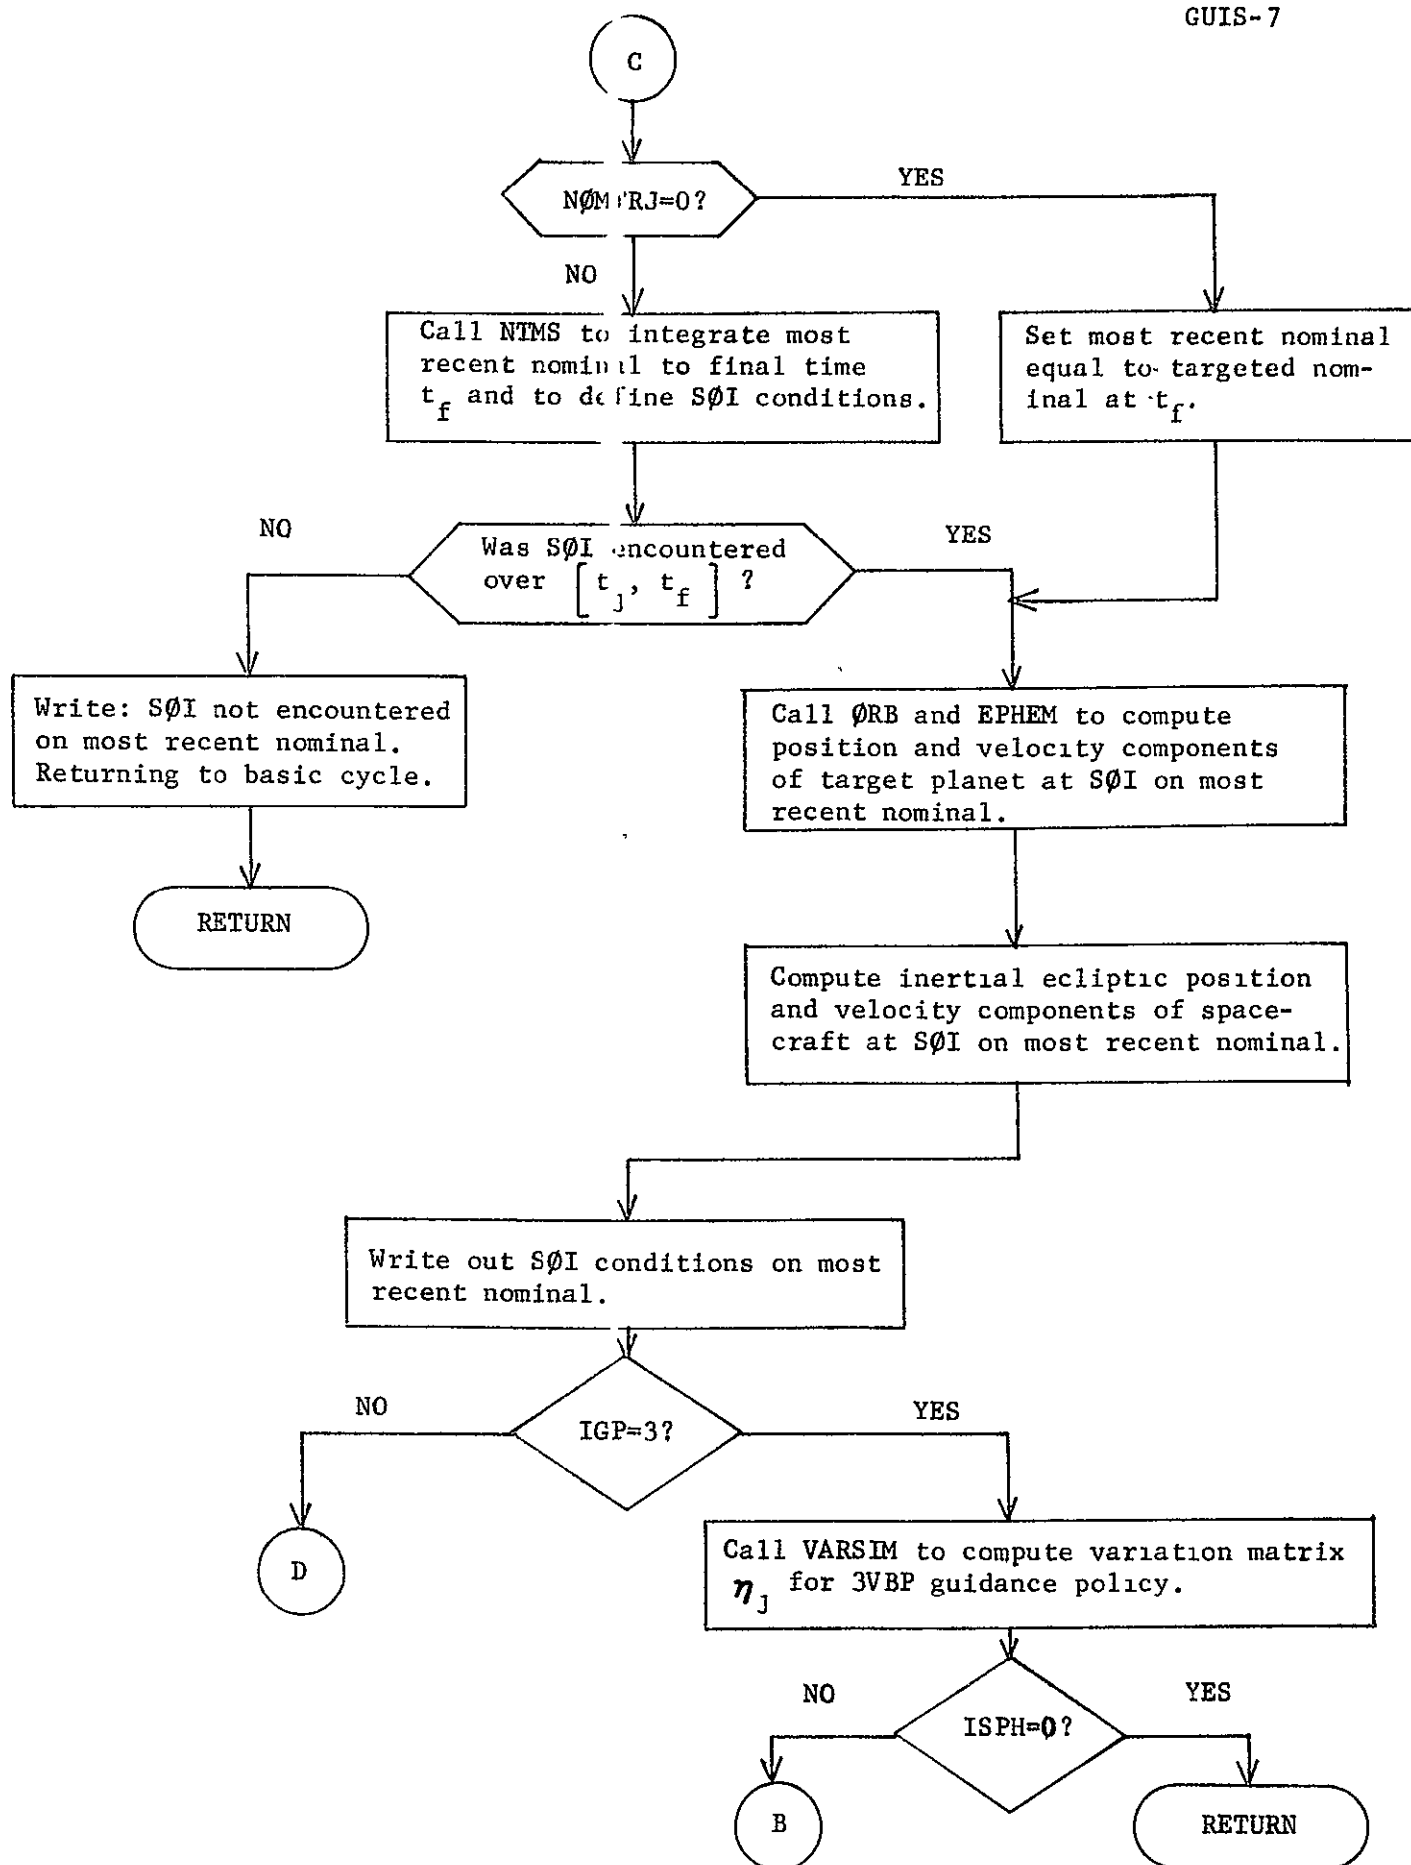 GUIS-7
C
NØMTRJ=0?
YES
NO
Call NTMS to integrate most
recent nominal to final time
t_f and to define SØI conditions.
Set most recent nominal
equal to targeted nom-
inal at t_f.
NO
Was SØI encountered
over [t_j, t_f] ?
YES
Write: SØI not encountered
on most recent nominal.
Returning to basic cycle.
RETURN
Call ØRB and EPHEM to compute
position and velocity components
of target planet at SØI on most
recent nominal.
Compute inertial ecliptic position
and velocity components of space-
craft at SØI on most recent nominal.
Write out SØI conditions on most
recent nominal.
NO
IGP=3?
YES
D
Call VARSIM to compute variation matrix
η_j for 3VBP guidance policy.
NO
ISPH=0?
YES
B
RETURN